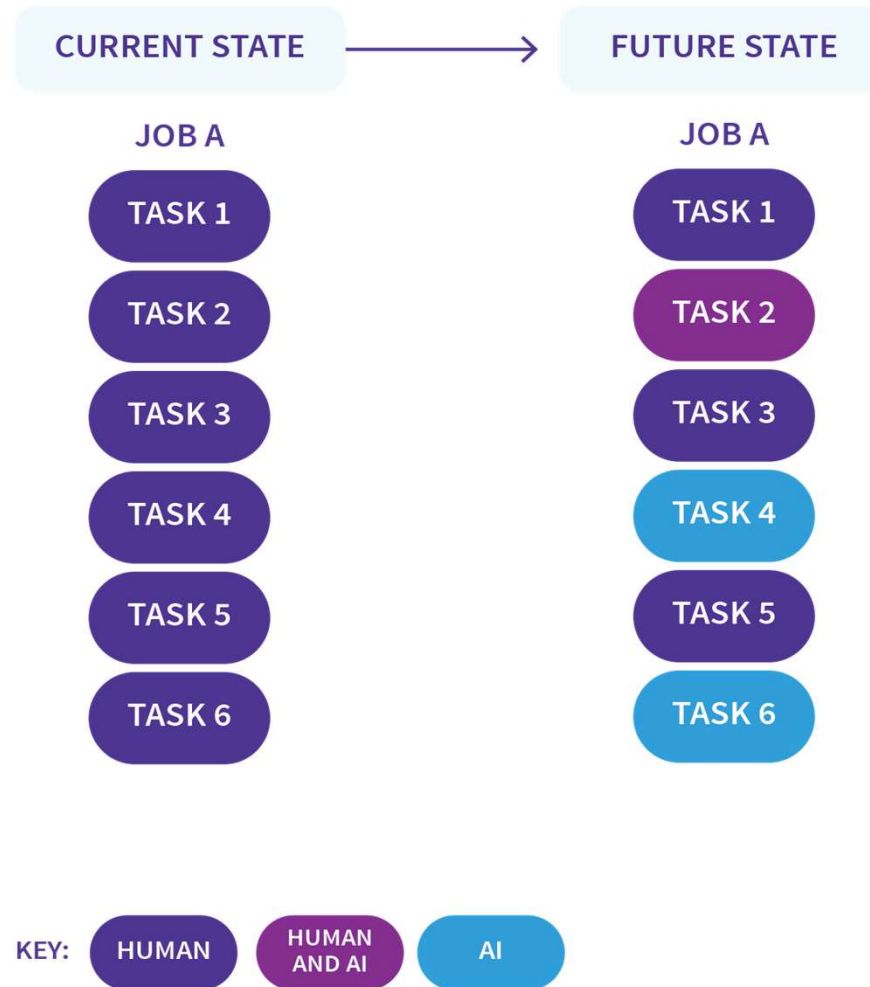 CURRENT STATE
FUTURE STATE
JOB A
TASK 1
TASK 2
TASK 3
TASK 4
TASK 5
TASK 6
JOB A
TASK 1
TASK 2
TASK 3
TASK 4
TASK 5
TASK 6
KEY:
HUMAN
HUMAN
AND AI
AI